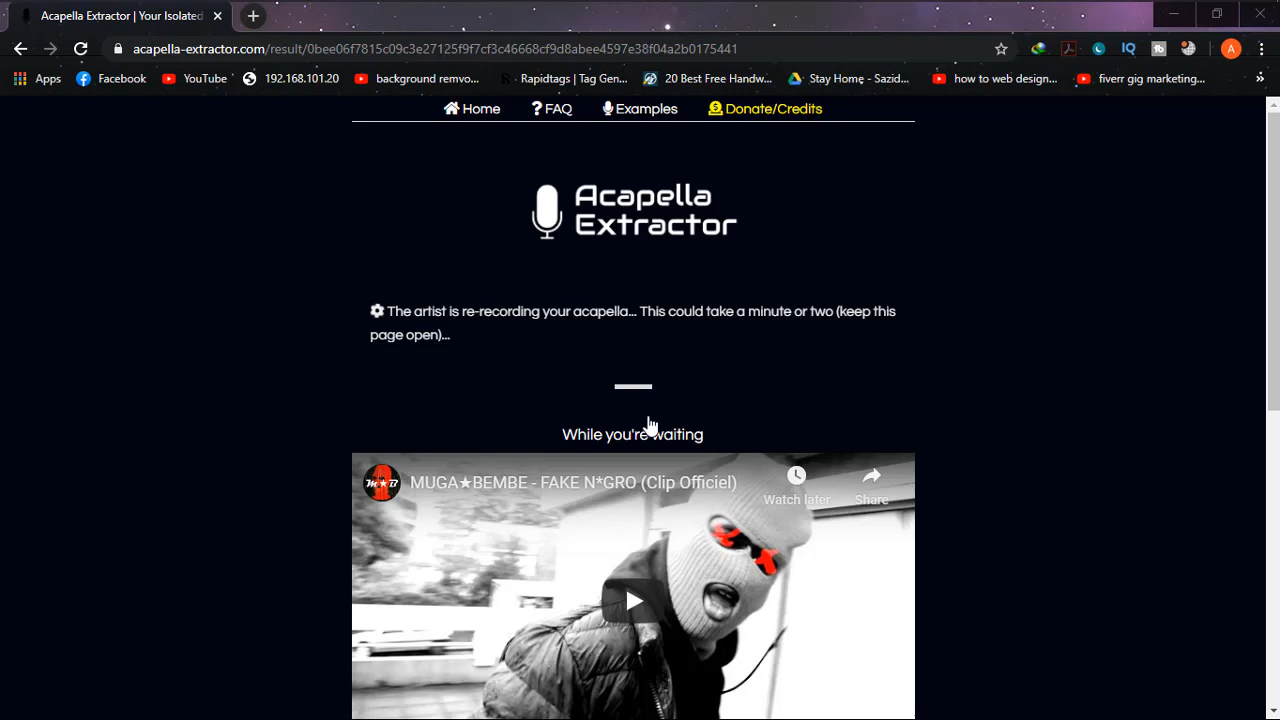 Acapella Extractor | Your Isolated
acapella-extractor.com/result/0bee06f7815c09c3e27125f9f7cf3c46668cf9d8abee4597e38f04a2b0175441
IQ
A
Apps
Facebook
YouTube
192.168.101.20
background remvo...
Rapidtags | Tag Gen...
20 Best Free Handw...
Stay Home - Sazid...
how to web design...
fiverr gig marketing...
Home
FAQ
Examples
Donate/Credits
Acapella
Extractor
The artist is re-recording your acapella... This could take a minute or two (keep this
page open)...
While you're waiting
M★B
MUGA★BEMBE - FAKE N*GRO (Clip Officiel)
Watch later
Share